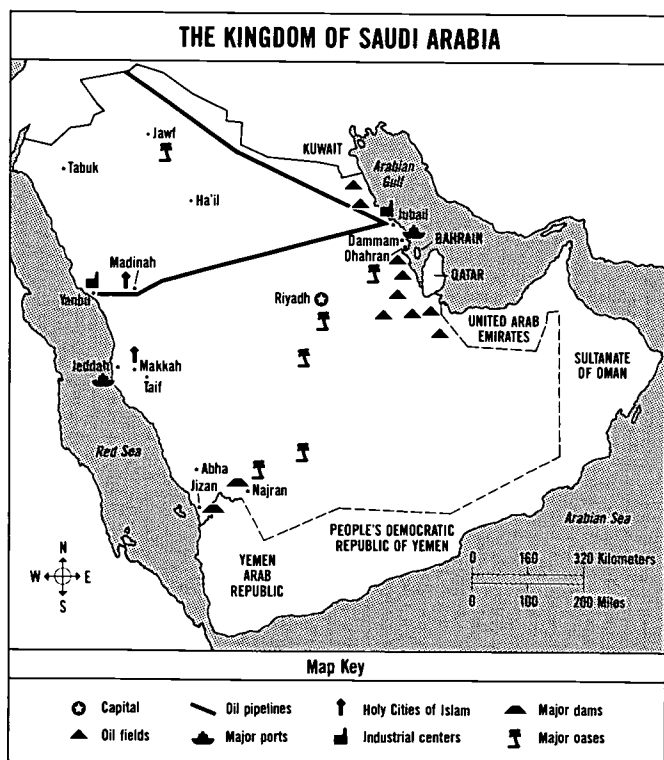 THE KINGDOM OF SAUDI ARABIA
Jawf
KUWAIT
Arabian
Gulf
Tabuk
Ha'il
Jubail
Dammam
BAHRAIN
Dhahran
Madinah
QATAR
Yanbu
Riyadh
UNITED ARAB
EMIRATES
SULTANATE
OF OMAN
Jeddah
Makkah
Taif
Red Sea
Abha
Jizan
Najran
Arabian Sea
PEOPLE'S DEMOCRATIC
REPUBLIC OF YEMEN
YEMEN
ARAB
REPUBLIC
N
W E
S
0 160 320 Kilometers
0 100 200 Miles
Map Key
Capital Oil pipelines Holy Cities of Islam Major dams
Oil fields Major ports Industrial centers Major oases